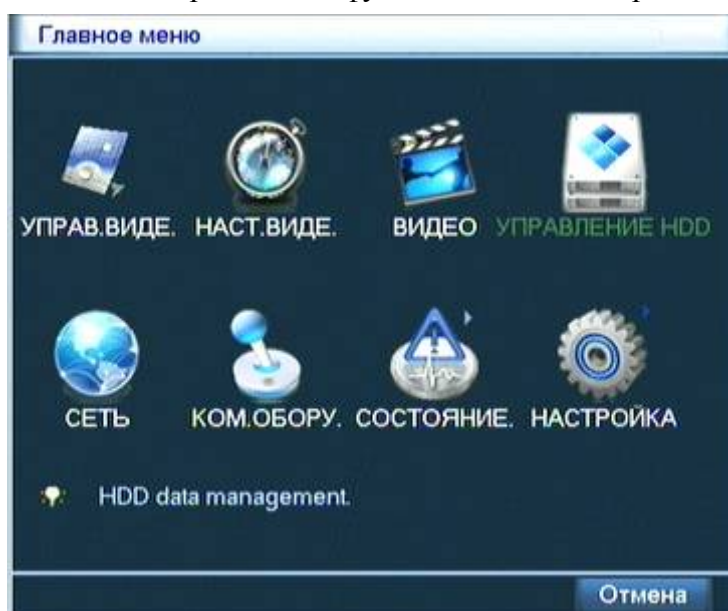 Главное меню
УПРАВ.ВИДЕ. НАСТ.ВИДЕ. ВИДЕО УПРАВЛЕНИЕ HDD
СЕТЬ КОМ.ОБОРУ. СОСТОЯНИЕ. НАСТРОЙКА
HDD data management.
Отмена